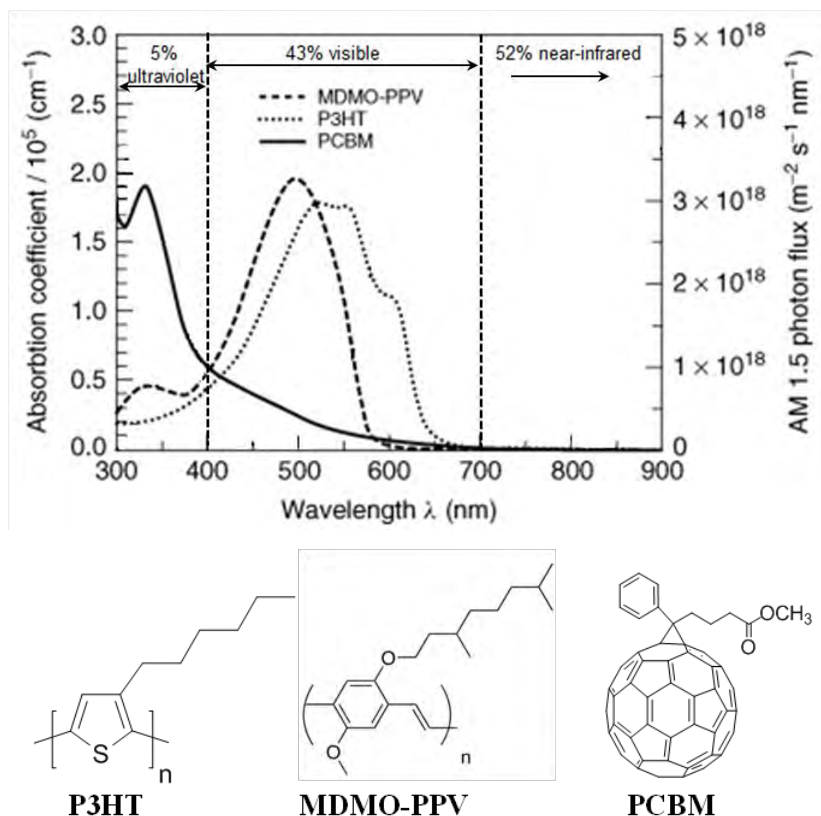 3.0
5%
ultraviolet
43% visible
52% near-infrared
5 × 10¹⁸
2.5
MDMO-PPV
P3HT
PCBM
4 × 10¹⁸
2.0
3 × 10¹⁸
1.5
2 × 10¹⁸
1.0
1 × 10¹⁸
0.5
0.0
0
Absorbtion coefficient / 10⁵ (cm⁻¹)
AM 1.5 photon flux (m⁻² s⁻¹ nm⁻¹)
300 400 500 600 700 800 900
Wavelength λ (nm)
S
n
P3HT
O
O
n
MDMO-PPV
OCH₃
O
PCBM